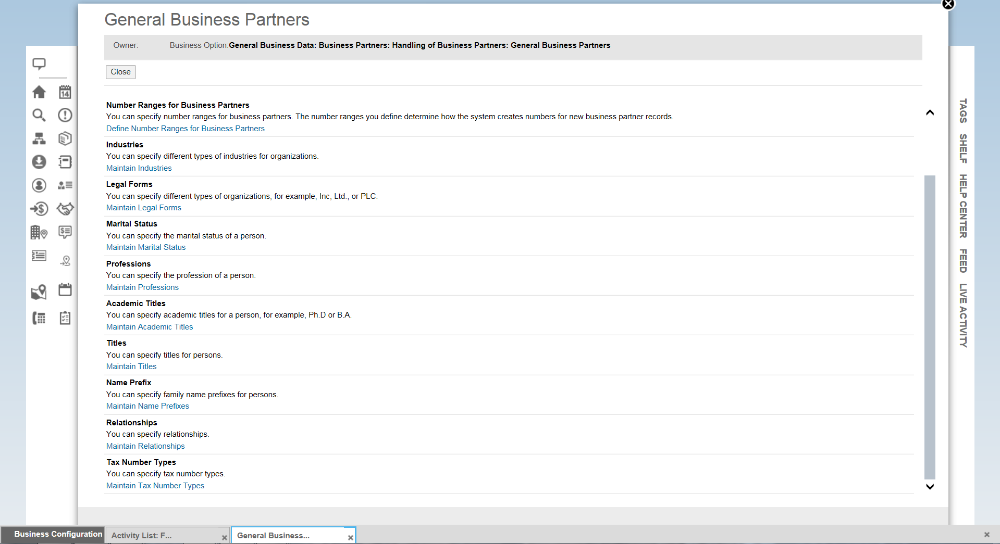 General Business Partners
Owner: Business Option:General Business Data: Business Partners: Handling of Business Partners: General Business Partners
Close
14
Number Ranges for Business Partners
You can specify number ranges for business partners. The number ranges you define determine how the system creates numbers for new business partner records.
Define Number Ranges for Business Partners
Industries
You can specify different types of industries for organizations.
Maintain Industries
Legal Forms
You can specify different types of organizations, for example, Inc, Ltd., or PLC.
Maintain Legal Forms
Marital Status
You can specify the marital status of a person.
Maintain Marital Status
Professions
You can specify the profession of a person.
Maintain Professions
Academic Titles
You can specify academic titles for a person, for example, Ph.D or B.A.
Maintain Academic Titles
Titles
You can specify titles for persons.
Maintain Titles
Name Prefix
You can specify family name prefixes for persons.
Maintain Name Prefixes
Relationships
You can specify relationships.
Maintain Relationships
Tax Number Types
You can specify tax number types.
Maintain Tax Number Types
TAGS
SHELF
HELP CENTER
FEED
LIVE ACTIVITY
Business Configuration
Activity List: F...
General Business...